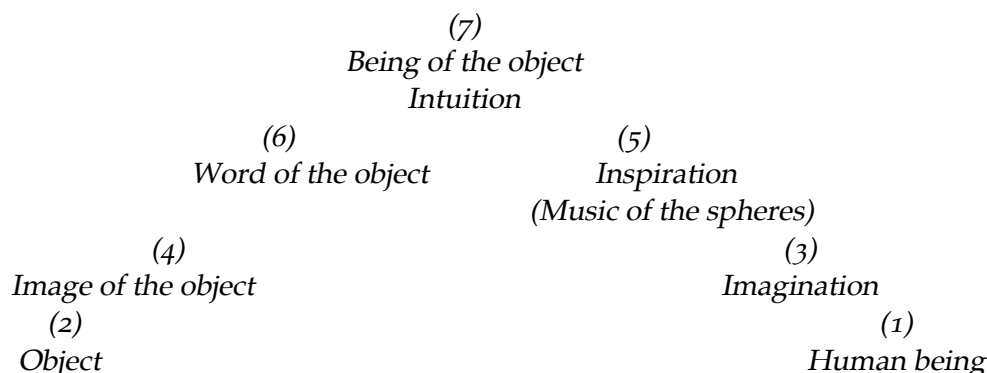 (7)
Being of the object
Intuition
(6) (5)
Word of the object Inspiration
(Music of the spheres)
(4) (3)
Image of the object Imagination
(2) (1)
Object Human being